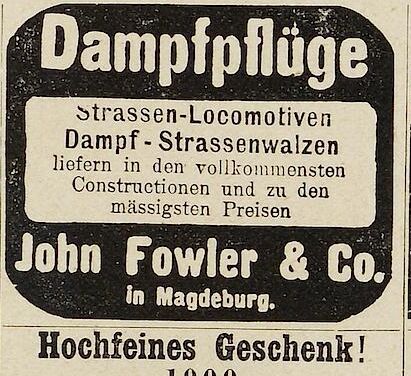 Dampfpflüge
Strassen-Locomotiven
Dampf-Strassenwalzen
liefern in den vollkommensten
Constructionen und zu den
mässigsten Preisen
John Fowler & Co.
in Magdeburg.
Hochfeines Geschenk!